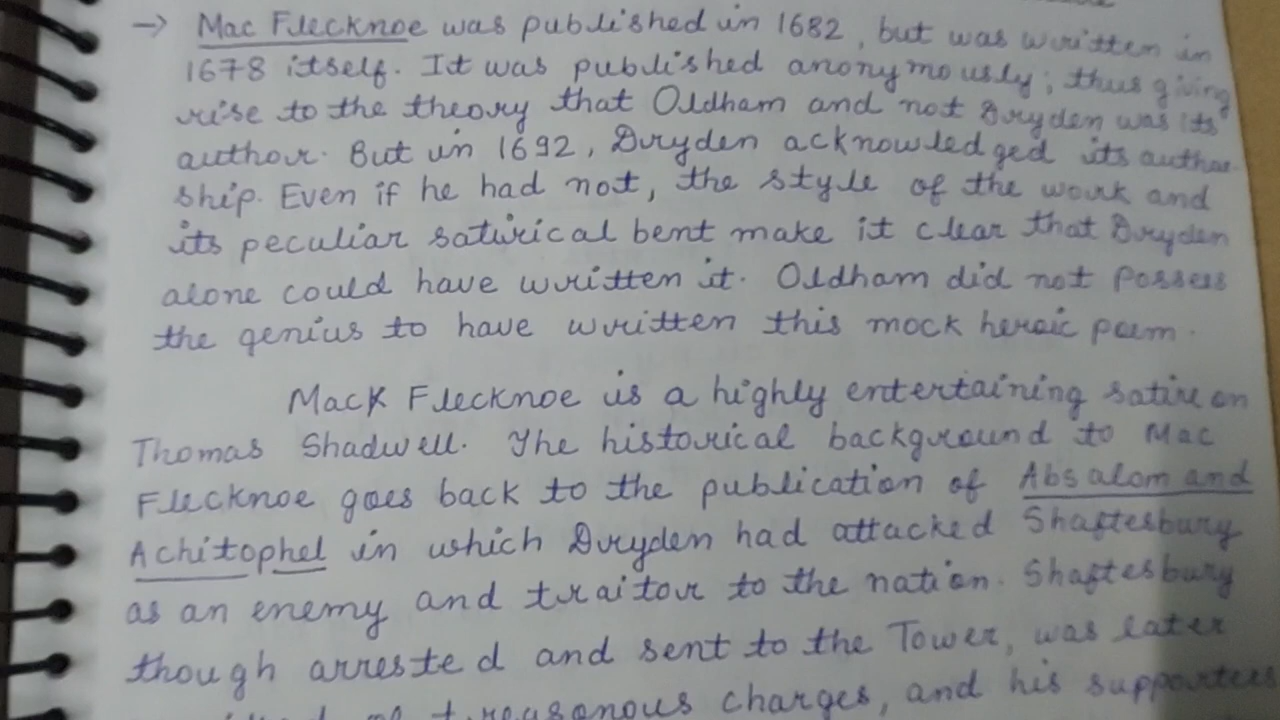 → Mac Flecknoe was published in 1682, but was written in
1678 itself. It was published anonymously; thus giving
rise to the theory that Oldham and not Dryden was its
author. But in 1692, Dryden acknowledged its author
ship. Even if he had not, the style of the work and
its peculiar satirical bent make it clear that Dryden
alone could have written it. Oldham did not possess
the genius to have written this mock heroic poem.
Mack Flecknoe is a highly entertaining satire on
Thomas Shadwell. The historical background to Mac
Flecknoe goes back to the publication of Absalom and
Achitophel in which Dryden had attacked Shaftesbury
as an enemy and traitor to the nation. Shaftesbury
though arrested and sent to the Tower, was later
of treasonous charges, and his supporters